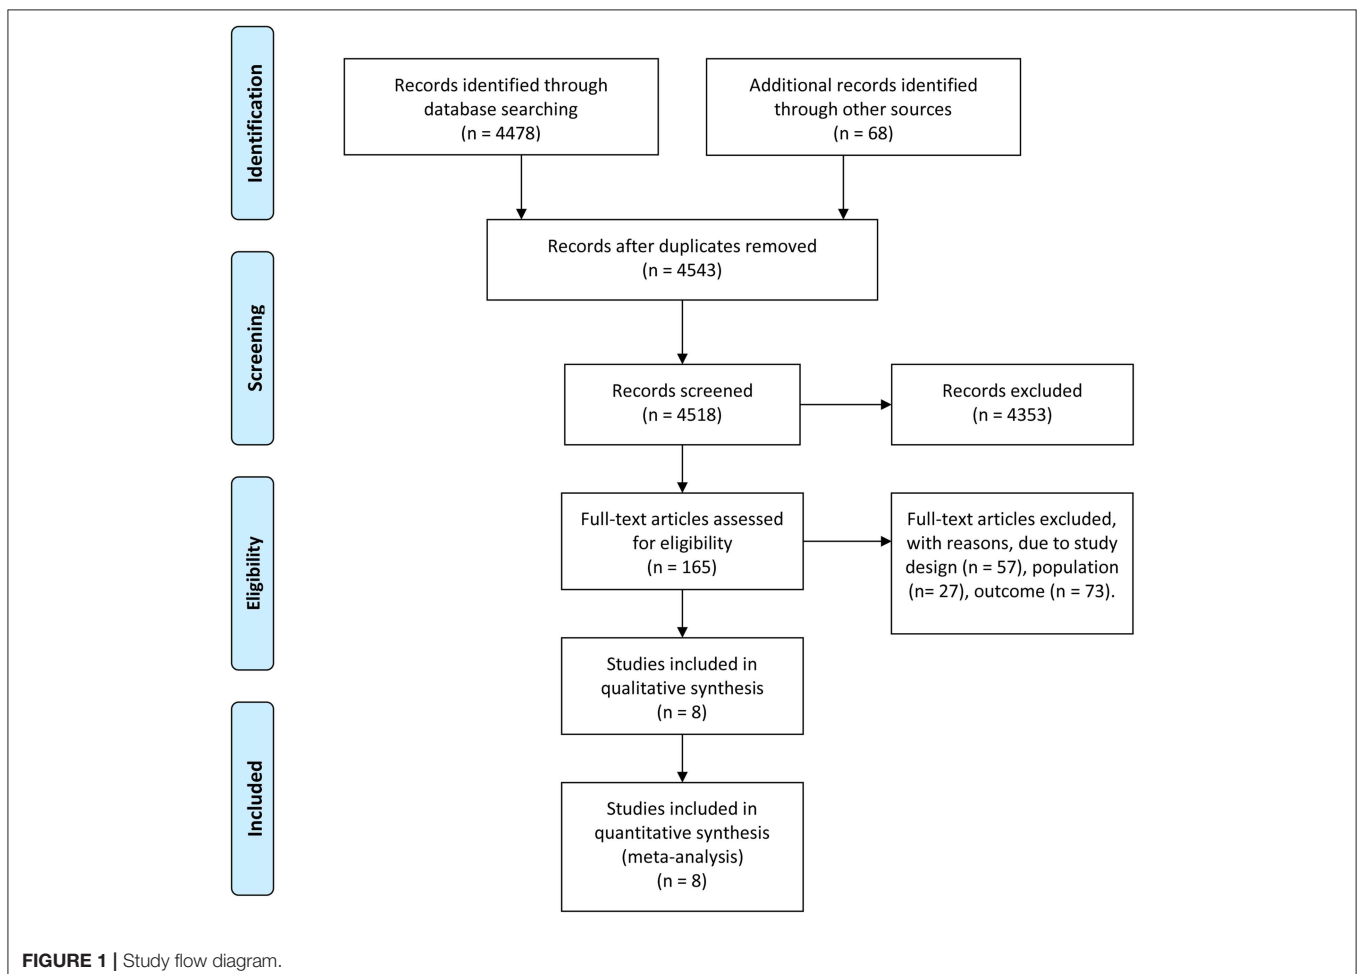 Identification
Records identified through
database searching
(n = 4478)
Additional records identified
through other sources
(n = 68)
Records after duplicates removed
(n = 4543)
Screening
Records screened
(n = 4518)
Records excluded
(n = 4353)
Eligibility
Full-text articles assessed
for eligibility
(n = 165)
Full-text articles excluded,
with reasons, due to study
design (n = 57), population
(n= 27), outcome (n = 73).
Studies included in
qualitative synthesis
(n = 8)
Included
Studies included in
quantitative synthesis
(meta-analysis)
(n = 8)
FIGURE 1 | Study flow diagram.